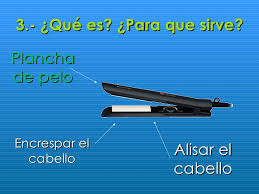 3.- ¿Qué es? ¿Para que sirve?
Plancha
de pelo
Encrespar el
cabello
Alisar el
cabello